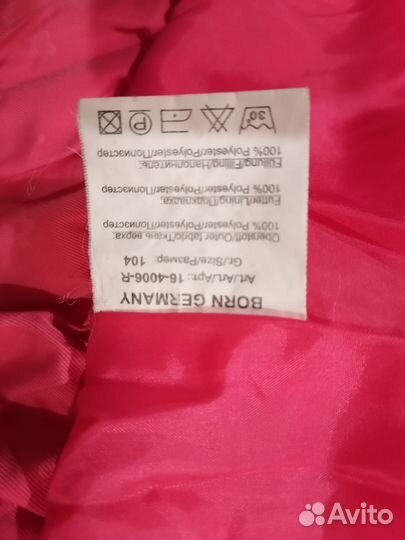 BORN GERMANY
Art/Art/Арт.: 16-4006-R
Gr/Size/Размер: 104
Oberstoff/Outer fabric/Ткань верха:
100% Polyester/Polyester/Полиэстер
Futter/Lining/Подкладка:
100% Polyester/Polyester/Полиэстер
Füllung/Filling/Наполнитель:
100% Polyester/Polyester/Полиэстер
30°
P
Avito